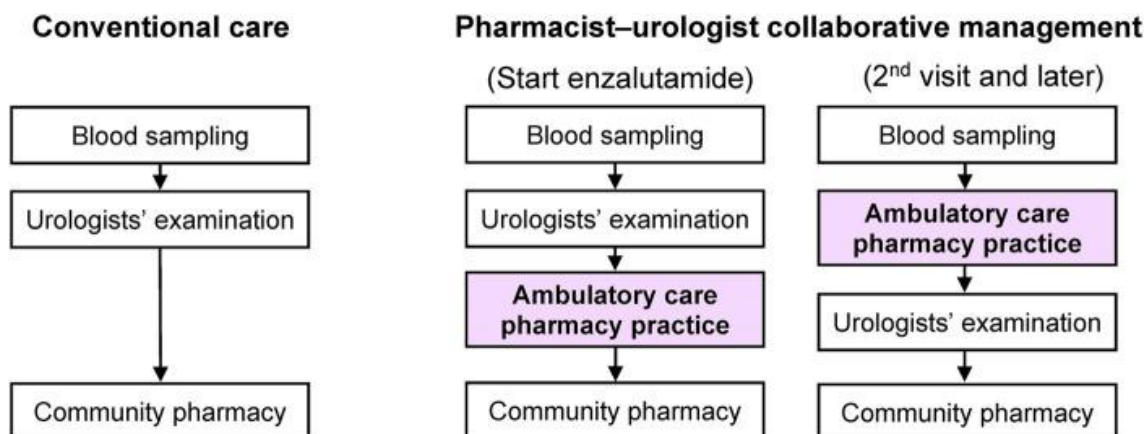 Conventional care
Blood sampling
Urologists’ examination
Community pharmacy
Pharmacist–urologist collaborative management
(Start enzalutamide)
Blood sampling
Urologists’ examination
Ambulatory care
pharmacy practice
Community pharmacy
(2nd visit and later)
Blood sampling
Ambulatory care
pharmacy practice
Urologists’ examination
Community pharmacy